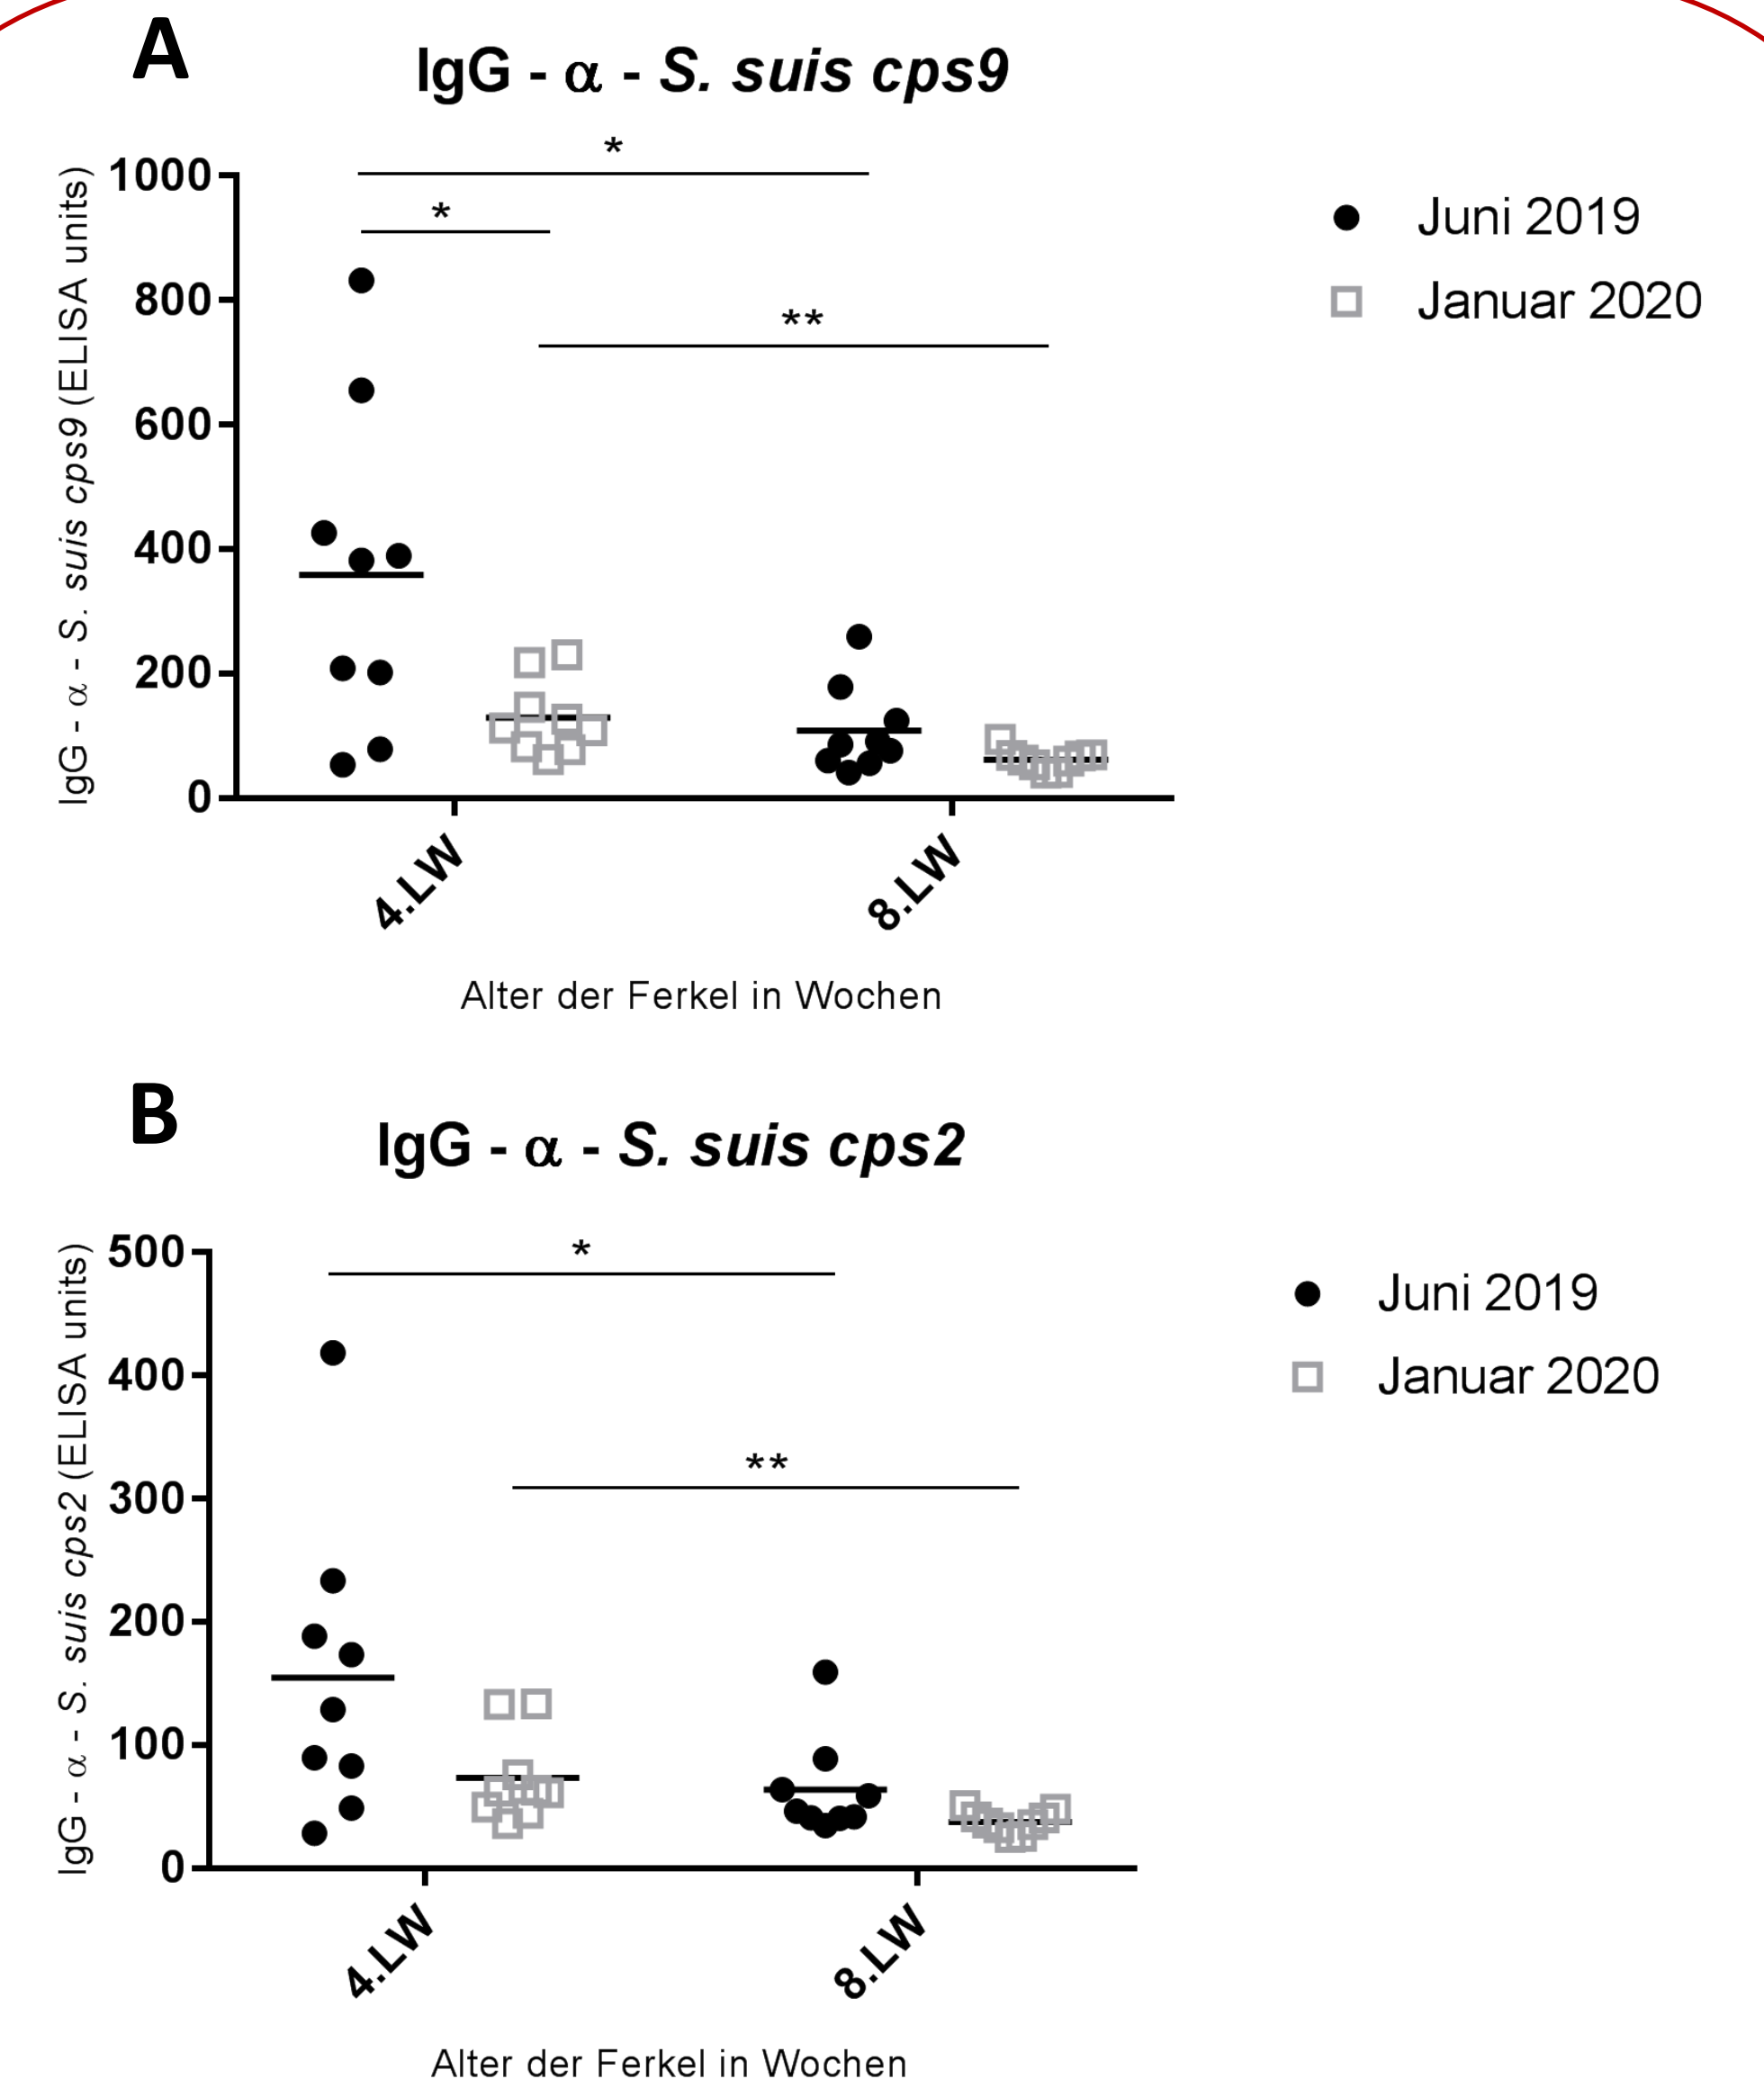 A
IgG - α - S. suis cps9
IgG - α - S. suis cps9 (ELISA units)
1000
800
600
400
200
0
*
*
**
Juni 2019
Januar 2020
4.LW
8.LW
Alter der Ferkel in Wochen
B
IgG - α - S. suis cps2
IgG - α - S. suis cps2 (ELISA units)
500
400
300
200
100
0
*
**
Juni 2019
Januar 2020
4.LW
8.LW
Alter der Ferkel in Wochen